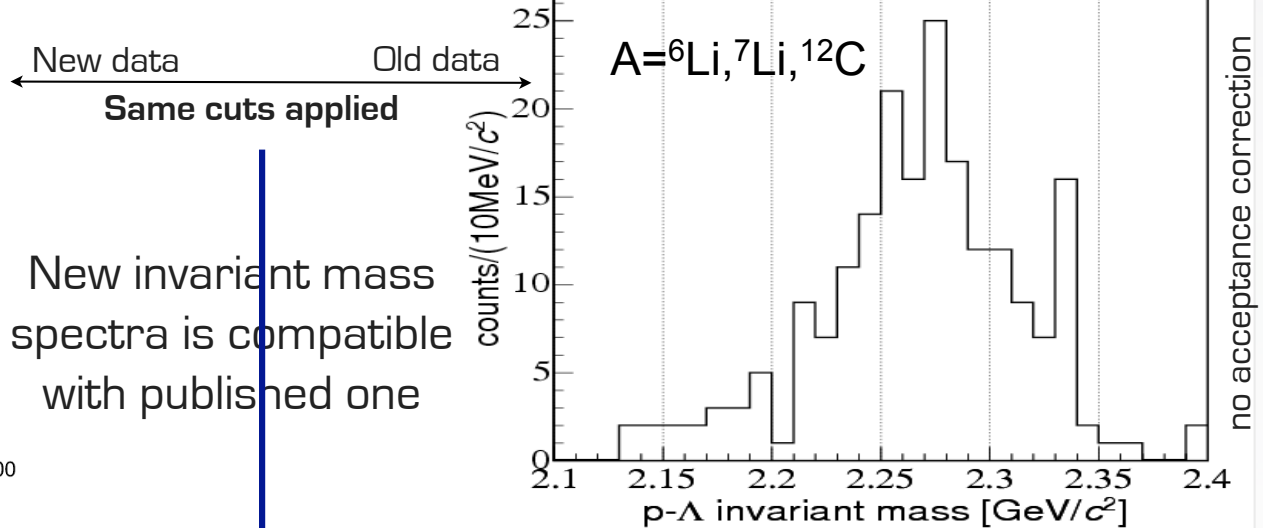 New data
Old data
Same cuts applied
New invariant mass
spectra is compatible
with published one
00
A=⁶Li,⁷Li,¹²C
counts/(10MeV/c²)
25
20
15
10
5
0
2.1 2.15 2.2 2.25 2.3 2.35 2.4
p-Λ invariant mass [GeV/c²]
no acceptance correction